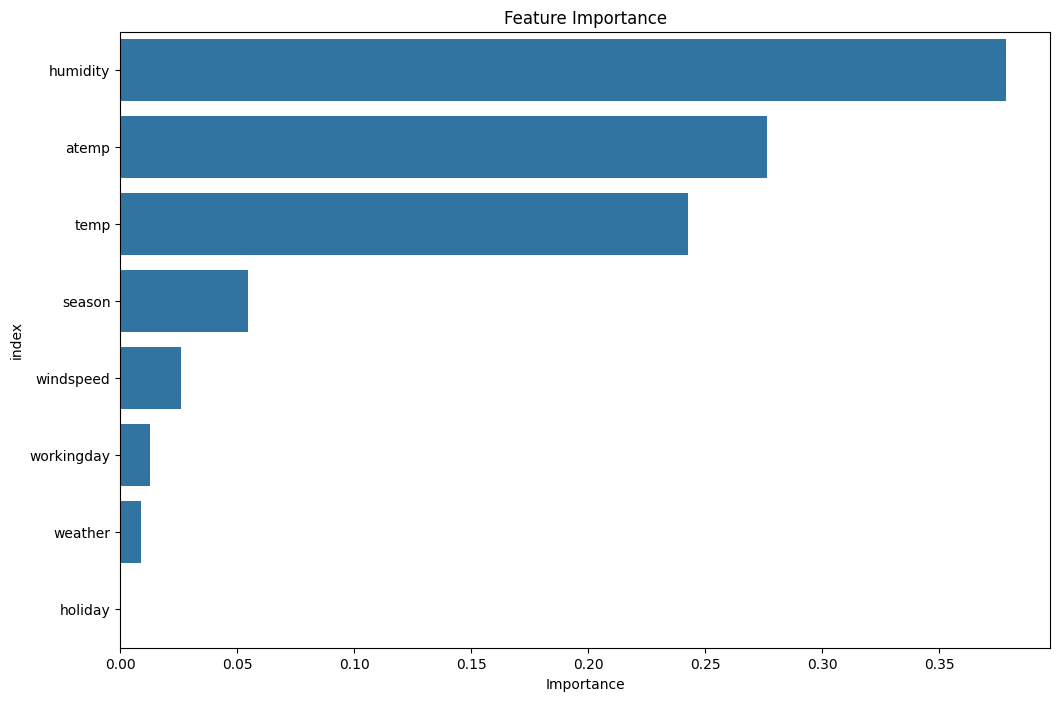 Feature Importance
humidity
atemp
temp
season
windspeed
workingday
weather
holiday
index
0.00 0.05 0.10 0.15 0.20 0.25 0.30 0.35
Importance